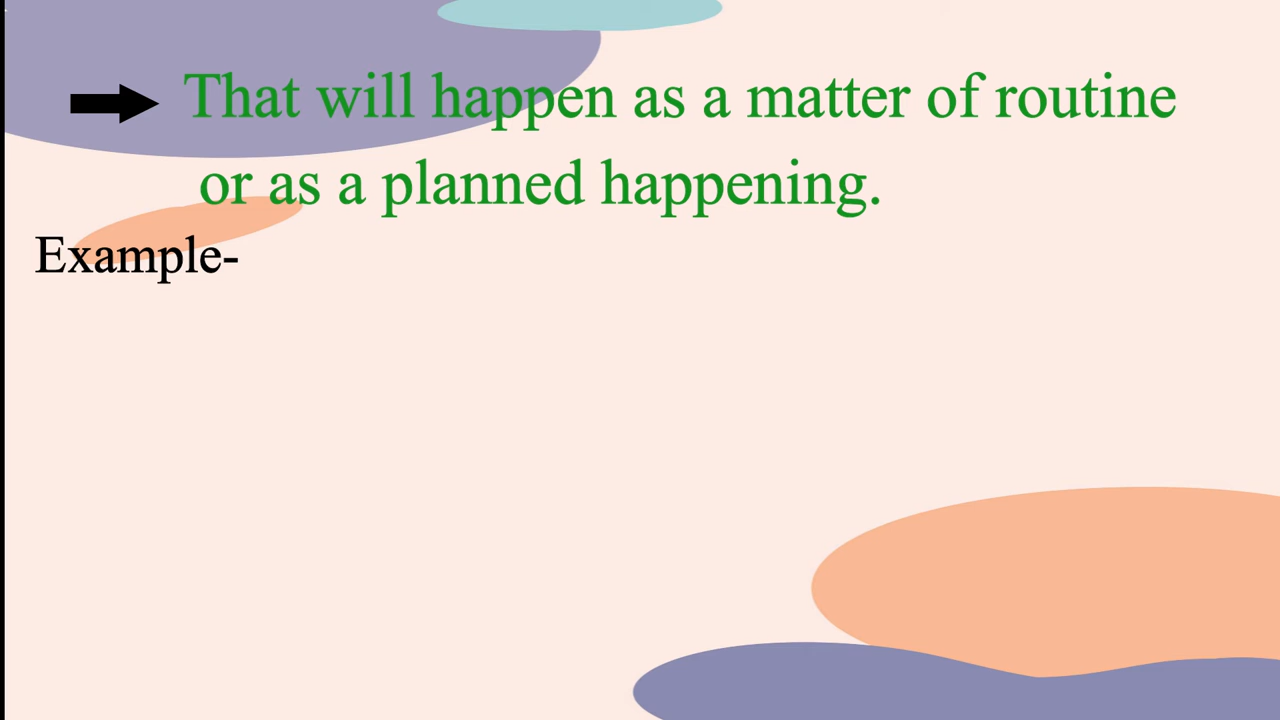 That will happen as a matter of routine
or as a planned happening.
Example-